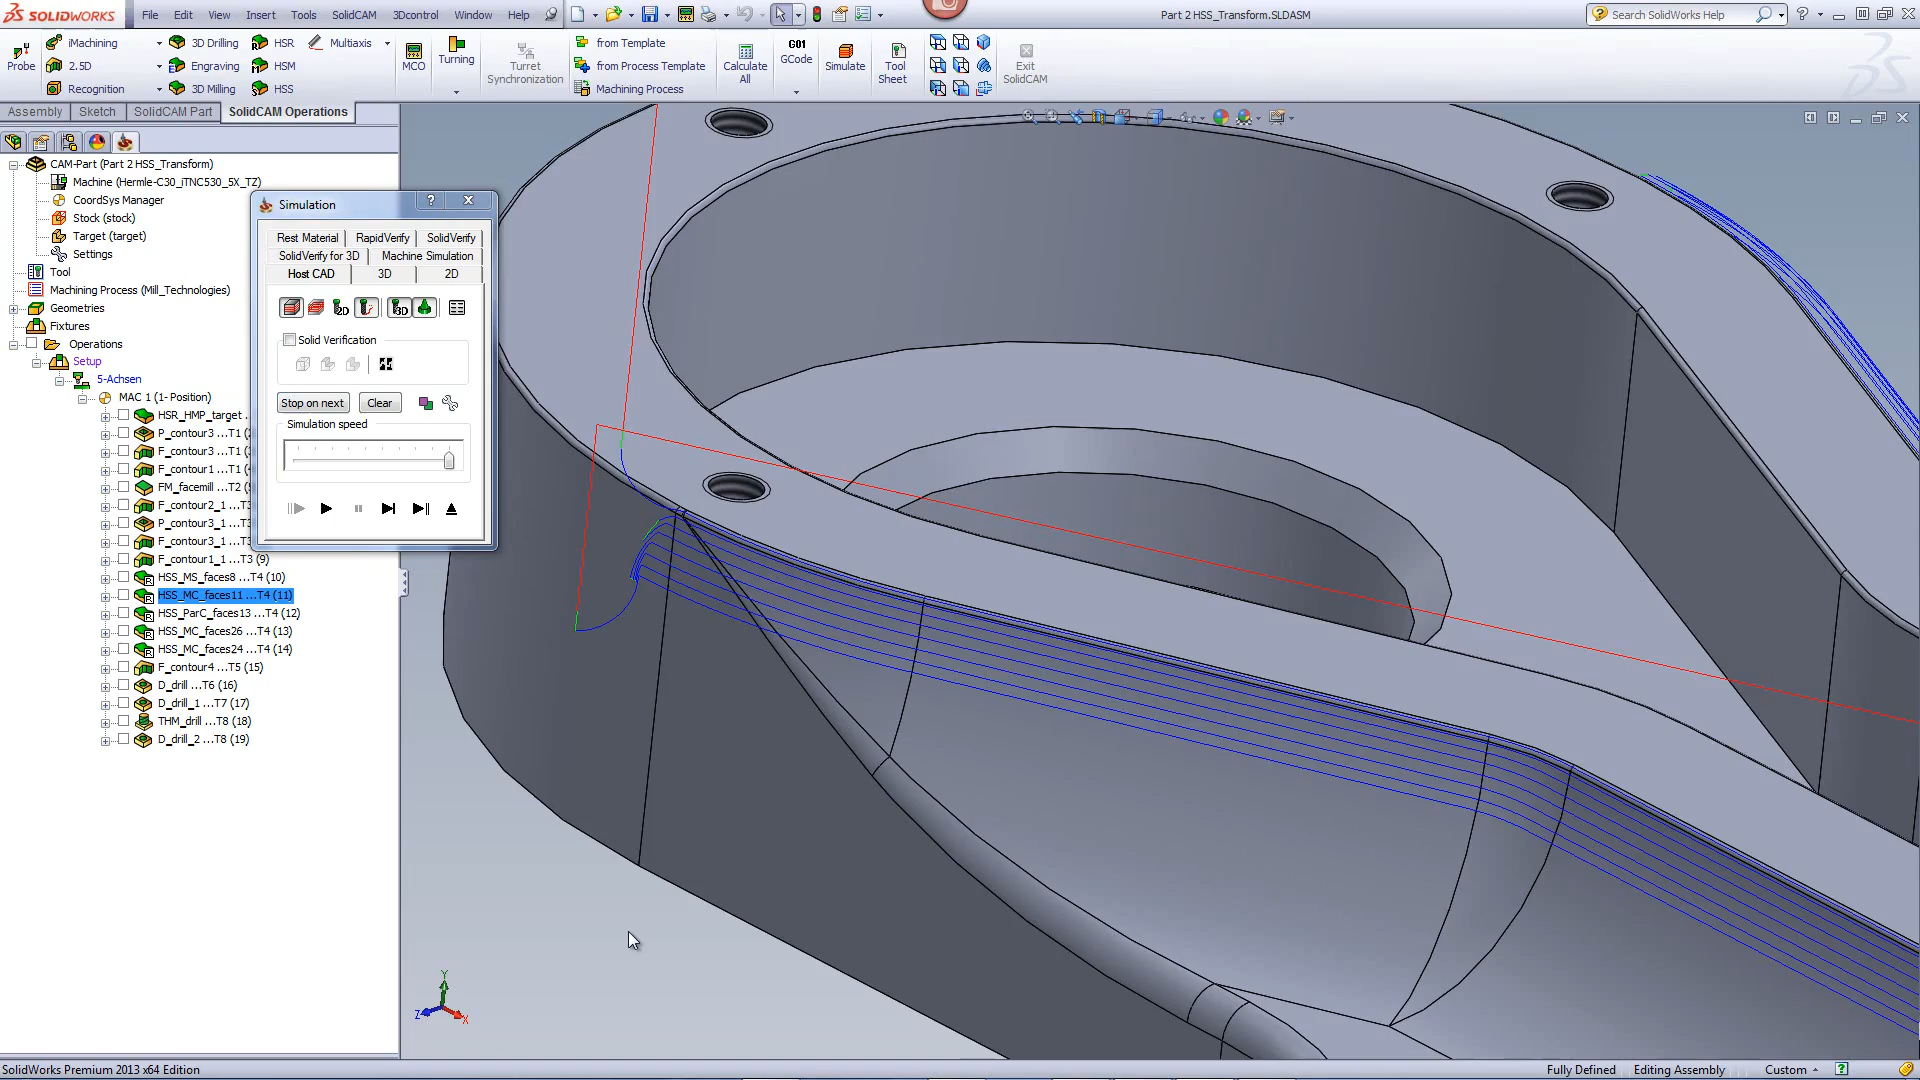 SOLIDWORKS File Edit View Insert Tools SolidCAM 3Dcontrol Window Help Part 2 HSS_Transform.SLDASM Search SolidWorks Help
iMachining 3D Drilling HSR Multiaxis from Template G01
Probe 2.5D Engraving HSM MCO Turning Turret Synchronization from Process Template Calculate All GCode Simulate Tool Sheet Exit SolidCAM
Recognition 3D Milling HSS Machining Process
Assembly Sketch SolidCAM Part SolidCAM Operations
CAM-Part (Part 2 HSS_Transform)
Machine (Hermle-C30_iTNC530_5X_TZ)
CoordSys Manager
Stock (stock)
Target (target)
Settings
Tool
Machining Process (Mill_Technologies)
Geometries
Fixtures
Operations
Setup
5-Achsen
MAC 1 (1- Position)
HSR_HMP_target ..
P_contour3 ...T1 (2
F_contour3 ...T1 (3
F_contour1 ...T1 (4
FM_facemill ...T2 (5
F_contour2_1 ...T3
P_contour3_1 ...T3
F_contour3_1 ...T3
F_contour1_1 ...T3 (9)
HSS_MS_faces8 ...T4 (10)
HSS_MC_faces11 ...T4 (11)
HSS_ParC_faces13 ...T4 (12)
HSS_MC_faces26 ...T4 (13)
HSS_MC_faces24 ...T4 (14)
F_contour4 ...T5 (15)
D_drill ...T6 (16)
D_drill_1 ...T7 (17)
THM_drill ...T8 (18)
D_drill_2 ...T8 (19)
Simulation
Rest Material RapidVerify SolidVerify
SolidVerify for 3D Machine Simulation
Host CAD 3D 2D
2D 3D
Solid Verification
Stop on next Clear
Simulation speed
Y
Z X
SolidWorks Premium 2013 x64 Edition Fully Defined Editing Assembly Custom